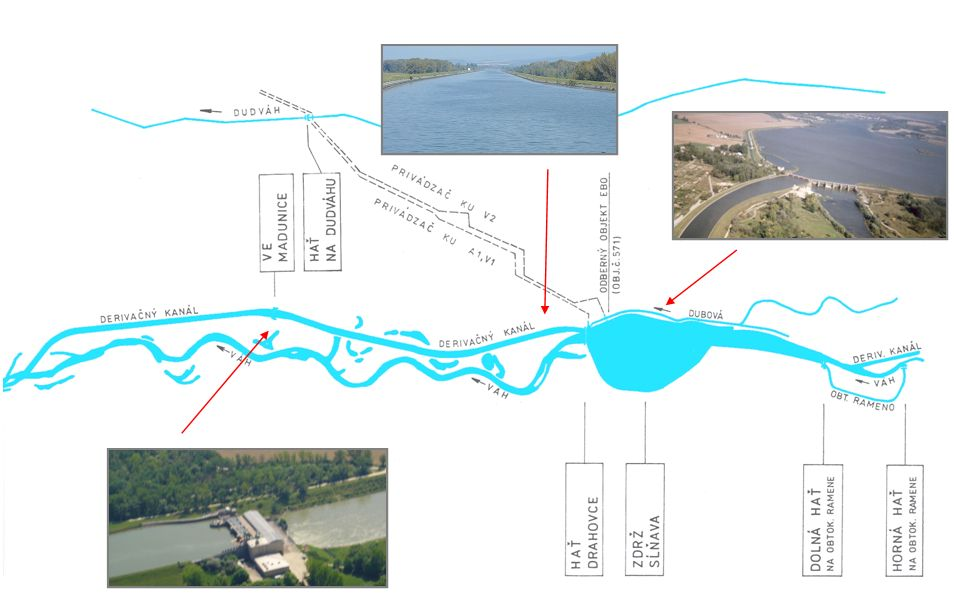 DUDVÁH
PRIVÁDZAČ KU V2
PRIVÁDZAČ KU A1,V1
VE
MADUNICE
HAŤ
NA DUDVÁHU
ODBERNÝ OBJEKT EBO
(OBJ.č.571)
DERIVAČNÝ KANÁL
DERIVAČNÝ KANÁL
DUBOVÁ
DERIV. KANÁL
VÁH
VÁH
VÁH
OBT. RAMENO
HAŤ
DRAHOVCE
ZDRŽ
SĹŇAVA
DOLNÁ HAŤ
NA OBTOK. RAMENE
HORNÁ HAŤ
NA OBTOK. RAMENE